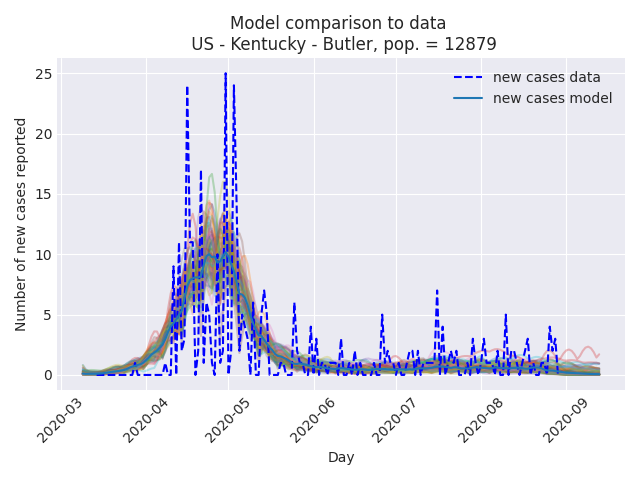 Model comparison to data
US - Kentucky - Butler, pop. = 12879
new cases data
new cases model
Number of new cases reported
25
20
15
10
5
0
2020-03
2020-04
2020-05
2020-06
2020-07
2020-08
2020-09
Day